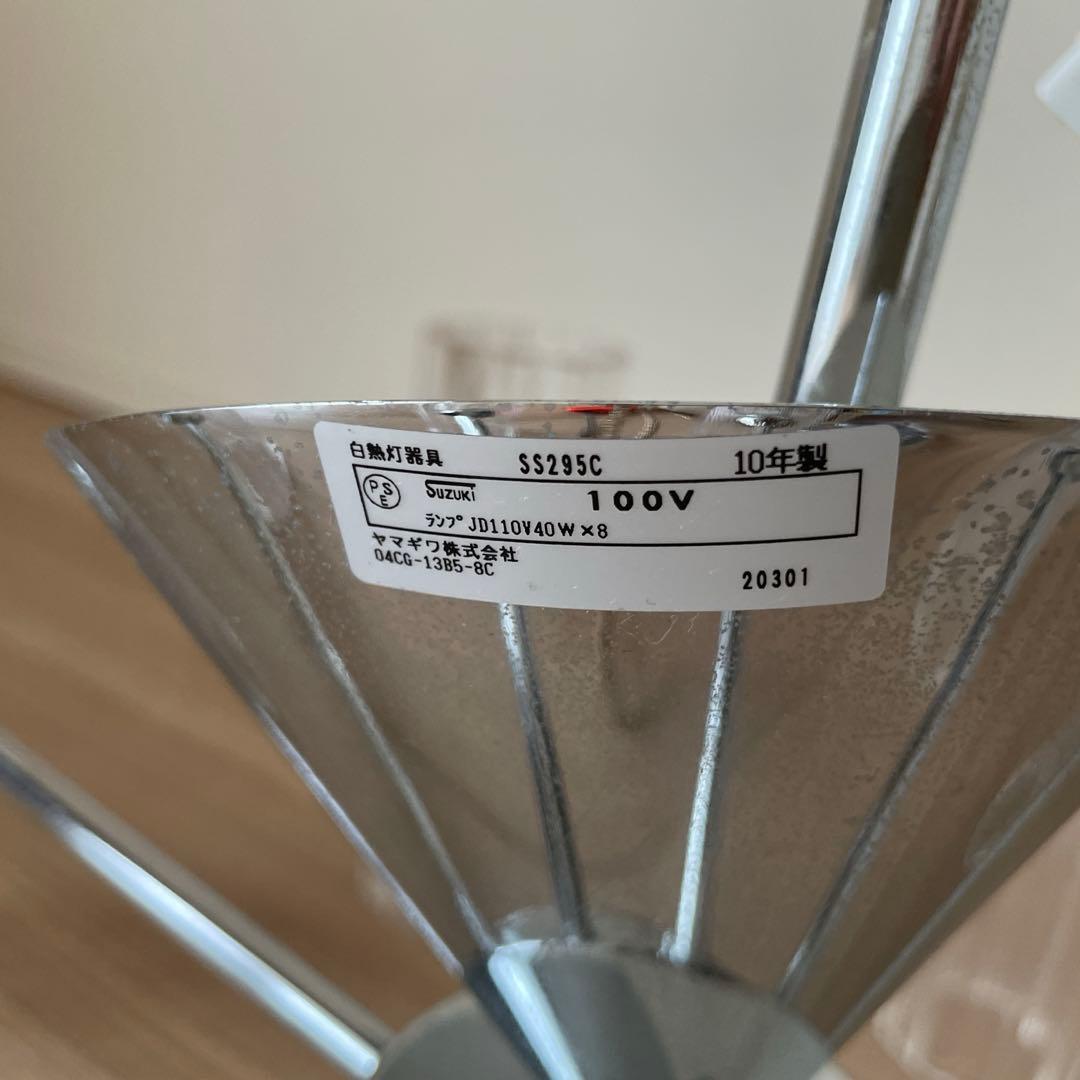 白熱灯器具 SS295C 10年製
PSE SUZUKI 100V
ランプ JD110V40W×8
ヤマギワ株式会社
04CG-13B5-8C 20301